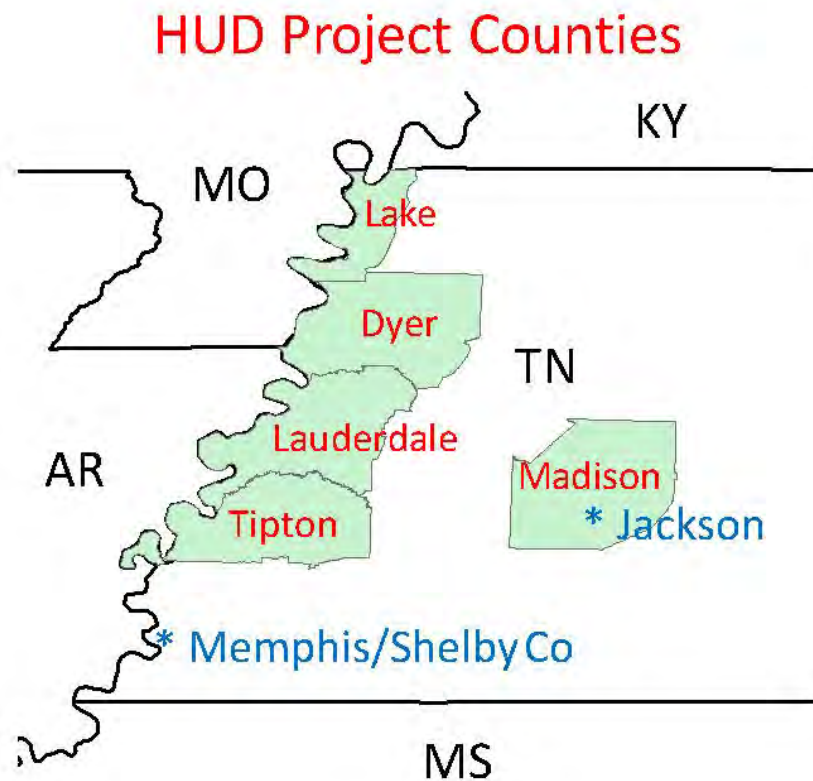 HUD Project Counties
KY
MO
Lake
Dyer
TN
Lauderdale
AR
Madison
Tipton
* Jackson
* Memphis/Shelby Co
MS